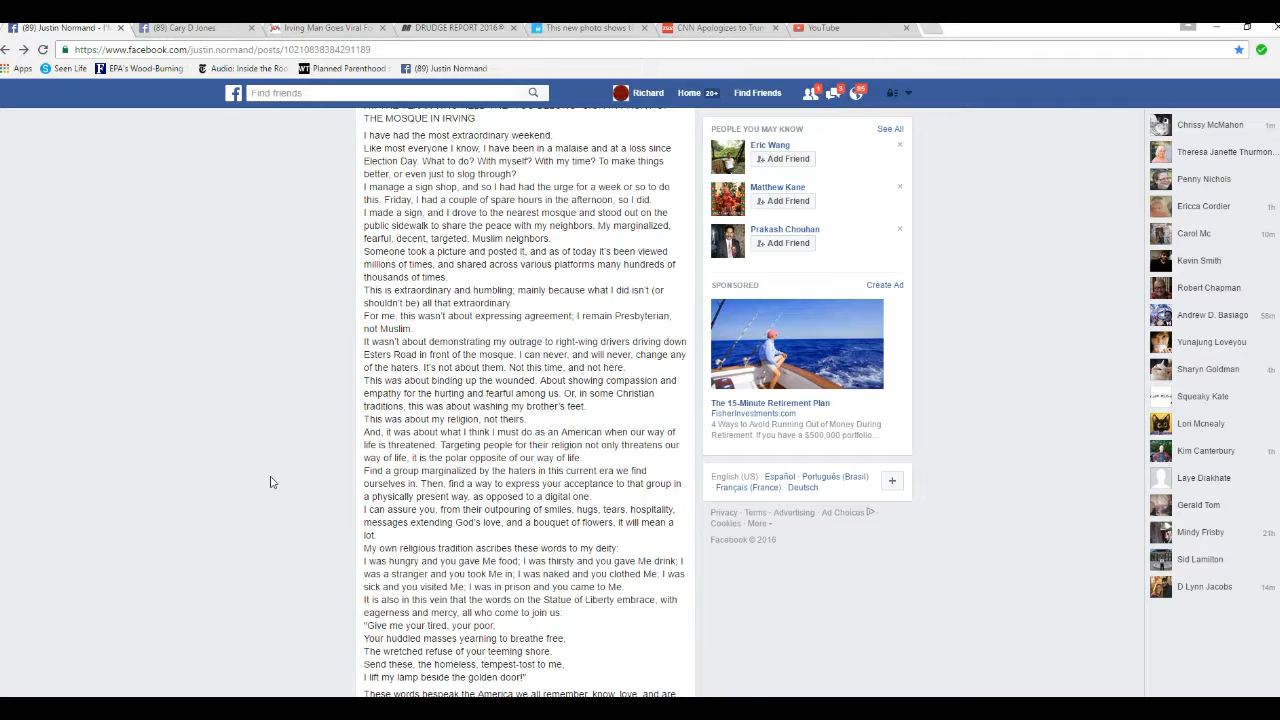 (89) Justin Normand - I'
(89) Cary D Jones
Irving Man Goes Viral Fo
DRUDGE REPORT 2016®
This new photo shows th
CNN Apologizes to Trun
YouTube
https://www.facebook.com/justin.normand/posts/10210838384291189
Apps
Seen Life
EPA's Wood-Burning
Audio: Inside the Roo
Planned Parenthood
(89) Justin Normand
Find friends
Richard
Home 20+
Find Friends
1
3
85
THE MOSQUE IN IRVING
I have had the most extraordinary weekend.
Like most everyone I know, I have been in a malaise and at a loss since
Election Day. What to do? With myself? With my time? To make things
better, or even just to slog through?
I manage a sign shop, and so I had had the urge for a week or so to do
this. Friday, I had a couple of spare hours in the afternoon, so I did.
I made a sign, and I drove to the nearest mosque and stood out on the
public sidewalk to share the peace with my neighbors. My marginalized,
fearful, decent, targeted, Muslim neighbors.
Someone took a picture and posted it, and as of today it's been viewed
millions of times, and shared across various platforms many hundreds of
thousands of times.
This is extraordinary and humbling; mainly because what I did isn't (or
shouldn't be) all that extraordinary.
For me, this wasn't about expressing agreement; I remain Presbyterian,
not Muslim.
It wasn't about demonstrating my outrage to right-wing drivers driving down
Esters Road in front of the mosque. I can never, and will never, change any
of the haters. It's not about them. Not this time, and not here.
This was about binding up the wounded. About showing compassion and
empathy for the hurting and fearful among us. Or, in some Christian
traditions, this was about washing my brother's feet.
This was about my religion, not theirs.
And, it was about what I think I must do as an American when our way of
life is threatened. Targeting people for their religion not only threatens our
way of life, it is the polar opposite of our way of life.
Find a group marginalized by the haters in this current era we find
ourselves in. Then, find a way to express your acceptance to that group in
a physically present way, as opposed to a digital one.
I can assure you, from their outpouring of smiles, hugs, tears, hospitality,
messages extending God's love, and a bouquet of flowers, it will mean a
lot.
My own religious tradition ascribes these words to my deity:
I was hungry and you gave Me food; I was thirsty and you gave Me drink; I
was a stranger and you took Me in; I was naked and you clothed Me; I was
sick and you visited Me; I was in prison and you came to Me.
It is also in this vein that the words on the Statue of Liberty embrace, with
eagerness and mercy, all who come to join us:
"Give me your tired, your poor,
Your huddled masses yearning to breathe free,
The wretched refuse of your teeming shore.
Send these, the homeless, tempest-tost to me,
I lift my lamp beside the golden door!"
These words bespeak the America we all remember, know, love, and are
PEOPLE YOU MAY KNOW
See All
Eric Wang
Add Friend
Matthew Kane
Add Friend
Prakash Chouhan
Add Friend
SPONSORED
Create Ad
The 15-Minute Retirement Plan
FisherInvestments.com
4 Ways to Avoid Running Out of Money During
Retirement. If you have a $500,000 portfolio...
English (US) · Español · Português (Brasil)
· Français (France) · Deutsch
Privacy · Terms · Advertising · Ad Choices ·
Cookies · More
Facebook © 2016
Chrissy McMahon 1m
Theresa Janette Thurmon...
Penny Nichols
Ericca Cordier 1h
Carol Mc 10m
Kevin Smith
Robert Chapman
Andrew D. Basiago 58m
Yunajung Loveyou
Sharyn Goldman 4h
Squeaky Kate
Lori Mcnealy
Kim Canterbury 1h
Laye Diakhate
Gerald Tom
Mindy Frisby 21h
Sid Lamilton
D Lynn Jacobs 14m